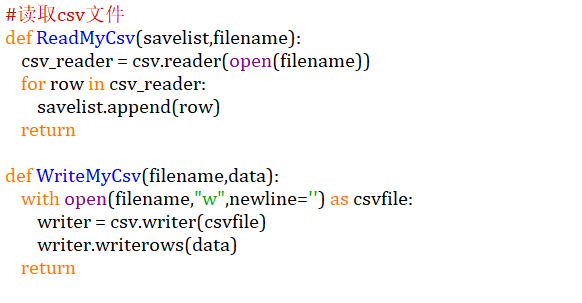 #读取csv文件
def ReadMyCsv(savelist,filename):
    csv_reader = csv.reader(open(filename))
    for row in csv_reader:
        savelist.append(row)
    return

def WriteMyCsv(filename,data):
    with open(filename,"w",newline='') as csvfile:
        writer = csv.writer(csvfile)
        writer.writerows(data)
    return